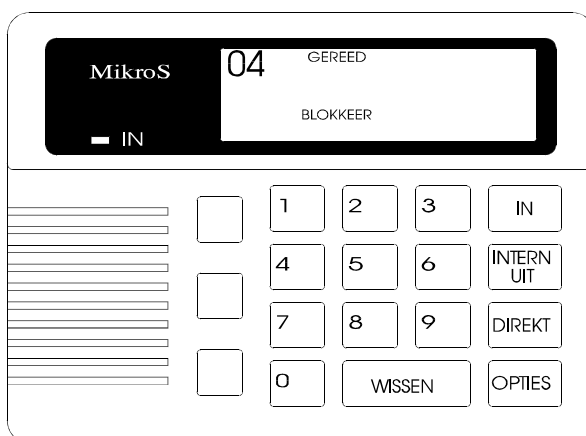 MikroS
04 GEREED
BLOKKEER
IN
1 2 3 IN
4 5 6 INTERN UIT
7 8 9 DIREKT
0 WISSEN OPTIES